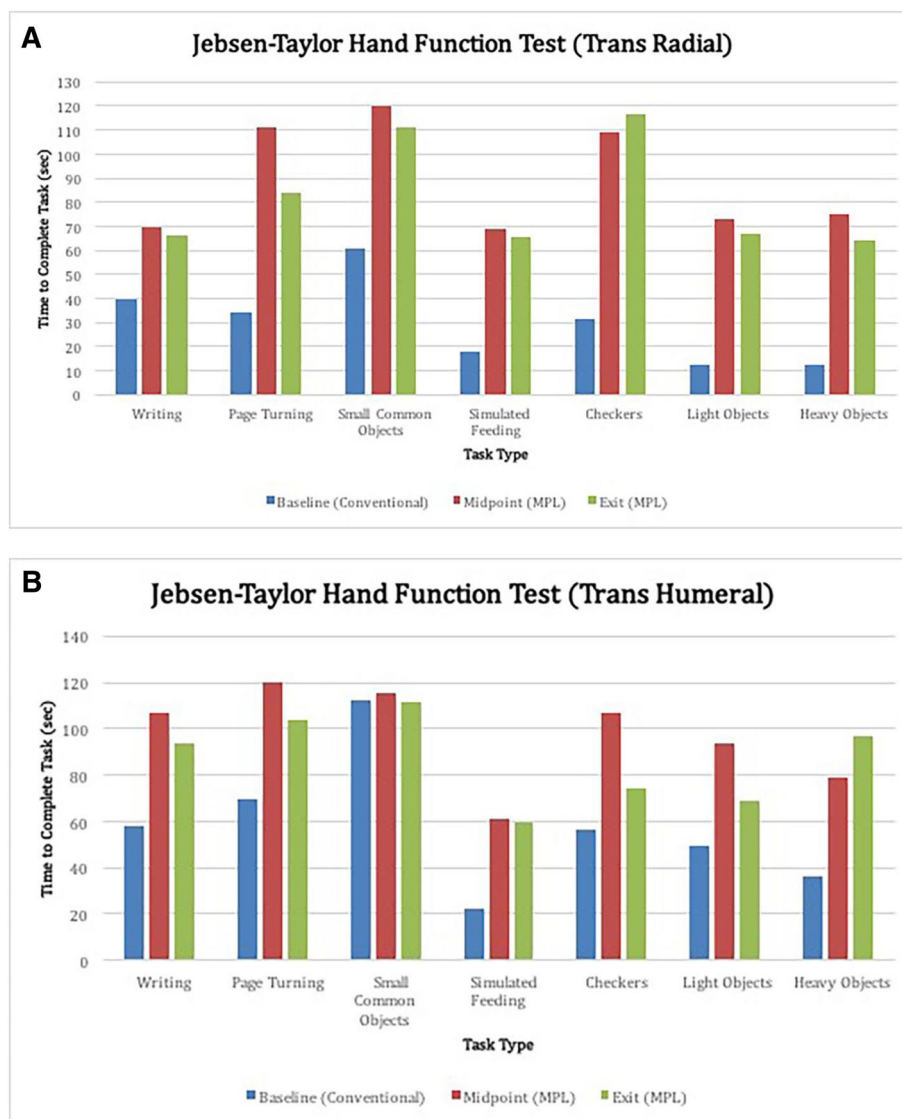 A
Jebsen-Taylor Hand Function Test (Trans Radial)
Time to Complete Task (sec)
130
120
110
100
90
80
70
60
50
40
30
20
10
0
Writing
Page Turning
Small Common
Objects
Simulated
Feeding
Checkers
Light Objects
Heavy Objects
Task Type
Baseline (Conventional)
Midpoint (MPL)
Exit (MPL)
B
Jebsen-Taylor Hand Function Test (Trans Humeral)
Time to Complete Task (sec)
140
120
100
80
60
40
20
0
Writing
Page Turning
Small
Common
Objects
Simulated
Feeding
Checkers
Light Objects
Heavy Objects
Task Type
Baseline (Conventional)
Midpoint (MPL)
Exit (MPL)